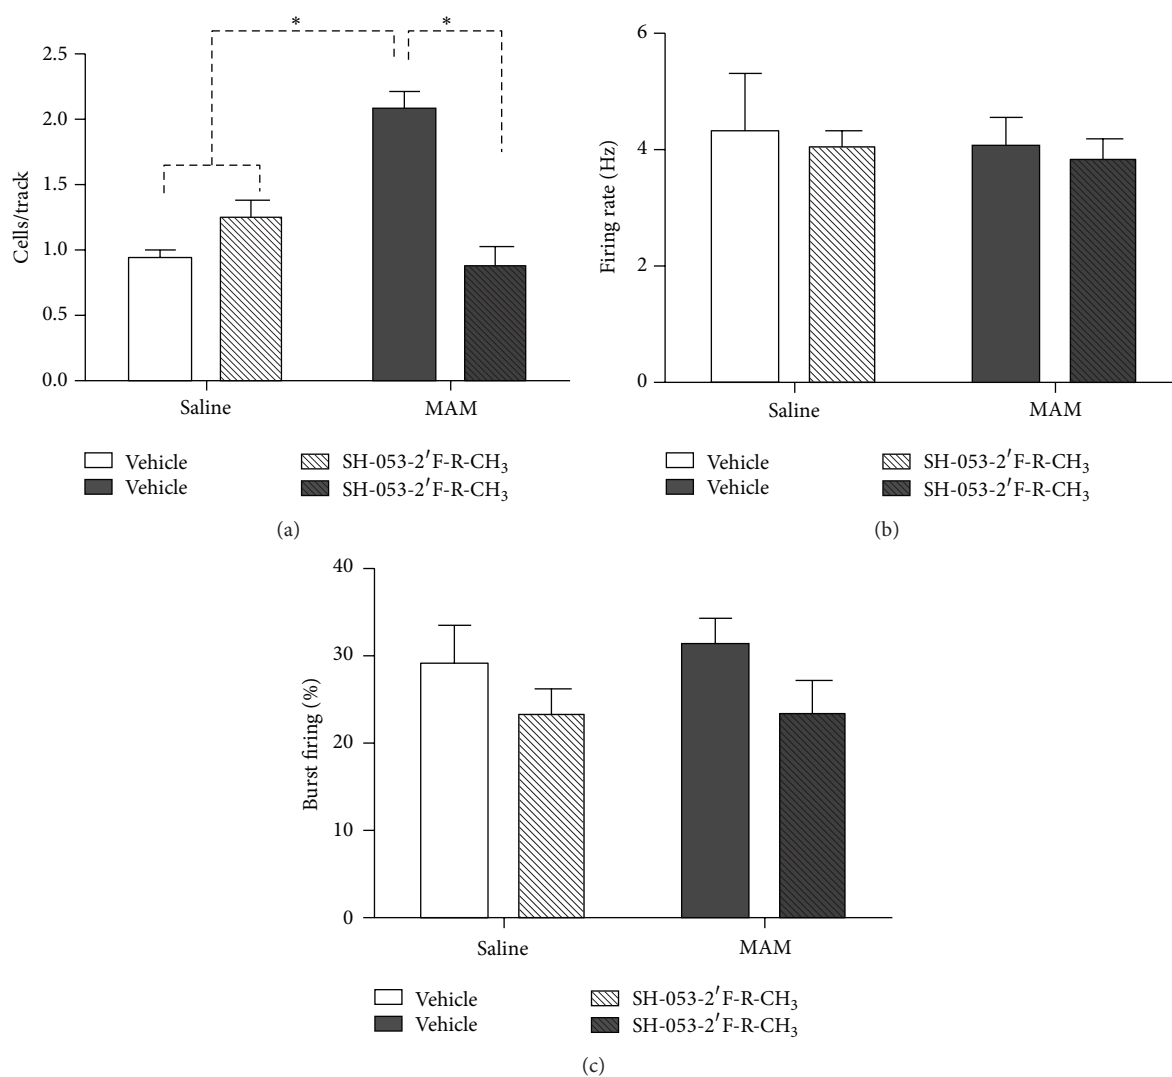 * *
2.5
2.0
1.5
1.0
0.5
0.0
Cells/track
Saline MAM
Vehicle SH-053-2′F-R-CH₃
Vehicle SH-053-2′F-R-CH₃
(a)
6
4
2
0
Firing rate (Hz)
Saline MAM
Vehicle SH-053-2′F-R-CH₃
Vehicle SH-053-2′F-R-CH₃
(b)
40
30
20
10
0
Burst firing (%)
Saline MAM
Vehicle SH-053-2′F-R-CH₃
Vehicle SH-053-2′F-R-CH₃
(c)